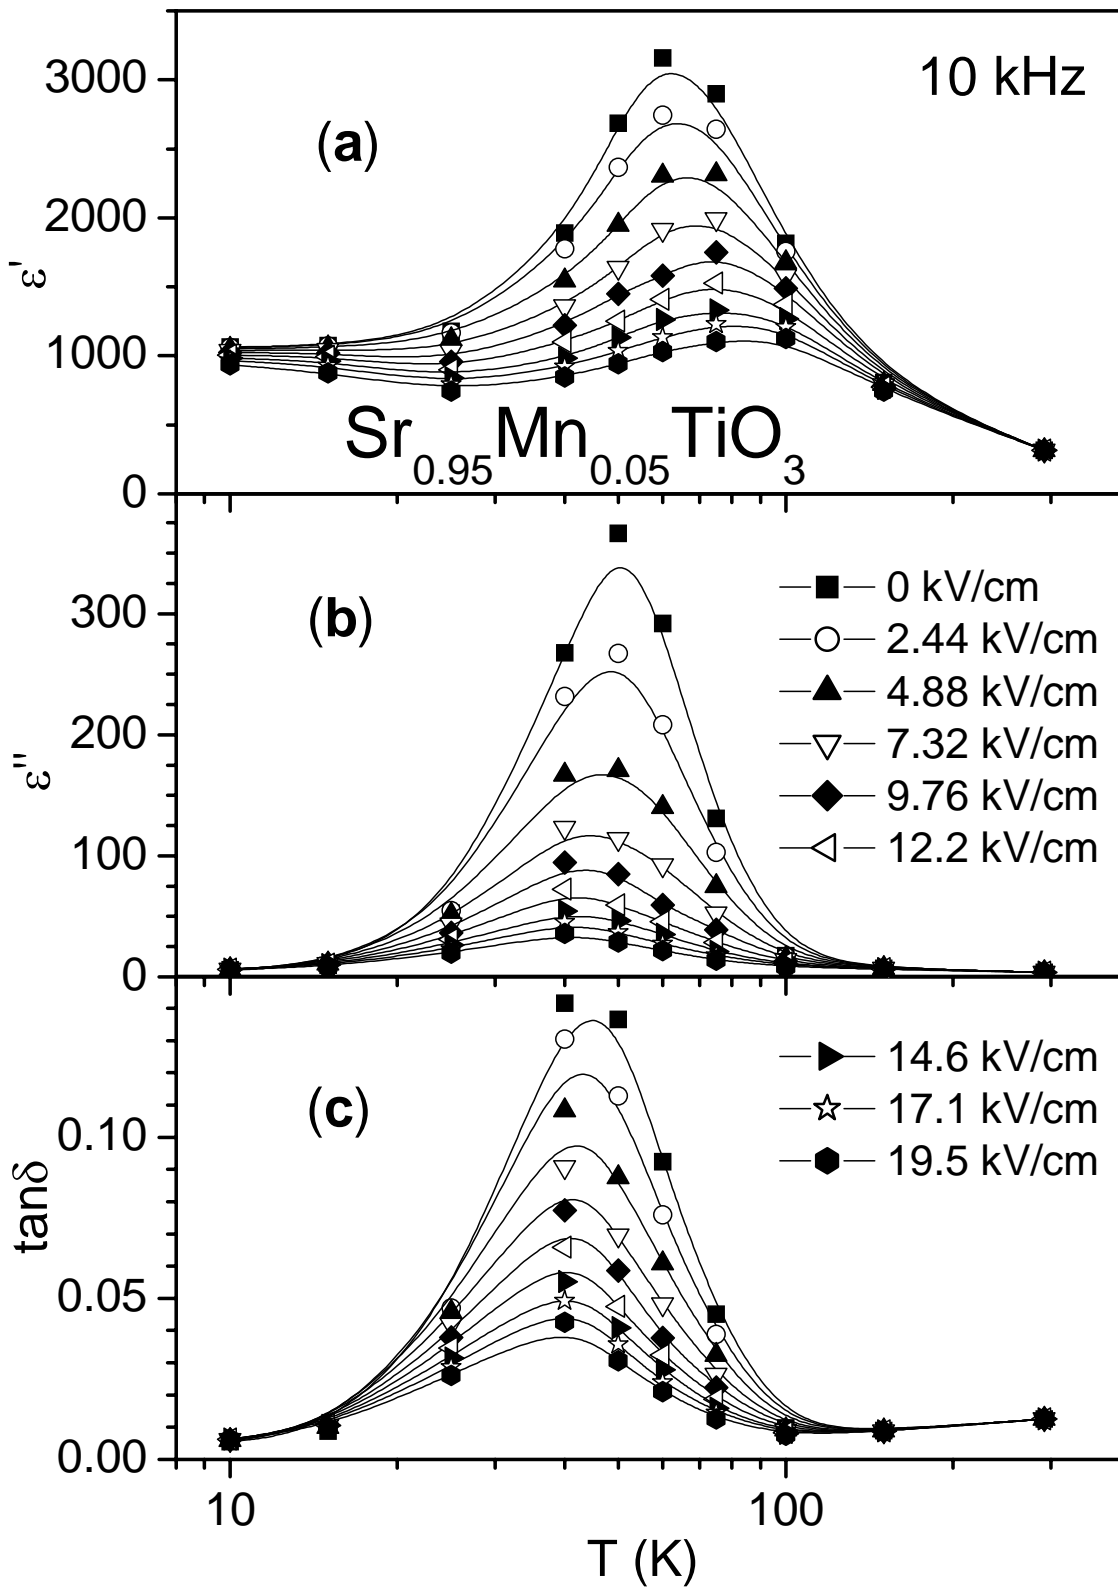 10 kHz
(a)
3000
2000
1000
0
ε'
Sr0.95Mn0.05TiO3
(b)
300
200
100
0
ε''
0 kV/cm
2.44 kV/cm
4.88 kV/cm
7.32 kV/cm
9.76 kV/cm
12.2 kV/cm
(c)
0.10
0.05
0.00
tanδ
14.6 kV/cm
17.1 kV/cm
19.5 kV/cm
10
100
T (K)